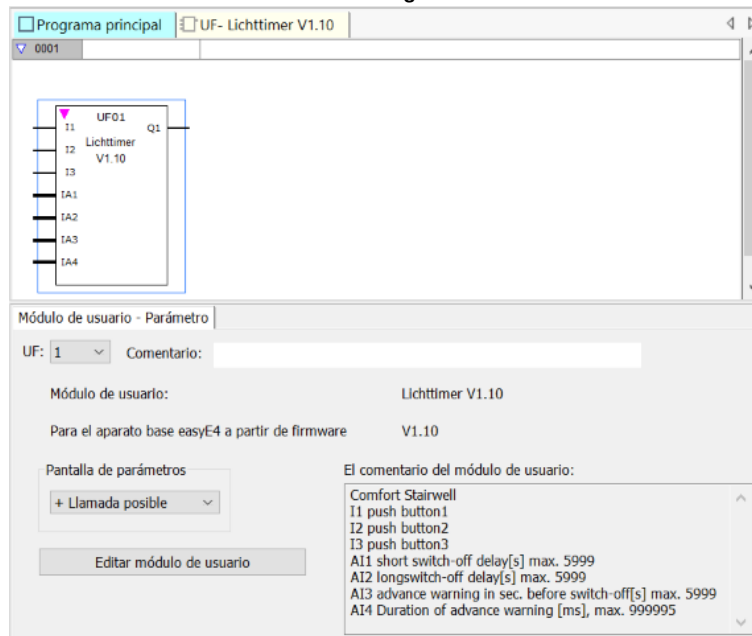 Programa principal UF- Lichttimer V1.10
0001
UF01
I1 Q1
Lichttimer
I2
V1.10
I3
IA1
IA2
IA3
IA4
Módulo de usuario - Parámetro
UF: 1 Comentario:
Módulo de usuario: Lichttimer V1.10
Para el aparato base easyE4 a partir de firmware V1.10
Pantalla de parámetros
+ Llamada posible
Editar módulo de usuario
El comentario del módulo de usuario:
Comfort Stairwell
I1 push button1
I2 push button2
I3 push button3
AI1 short switch-off delay[s] max. 5999
AI2 longswitch-off delay[s] max. 5999
AI3 advance warning in sec. before switch-off[s] max. 5999
AI4 Duration of advance warning [ms], max. 999995